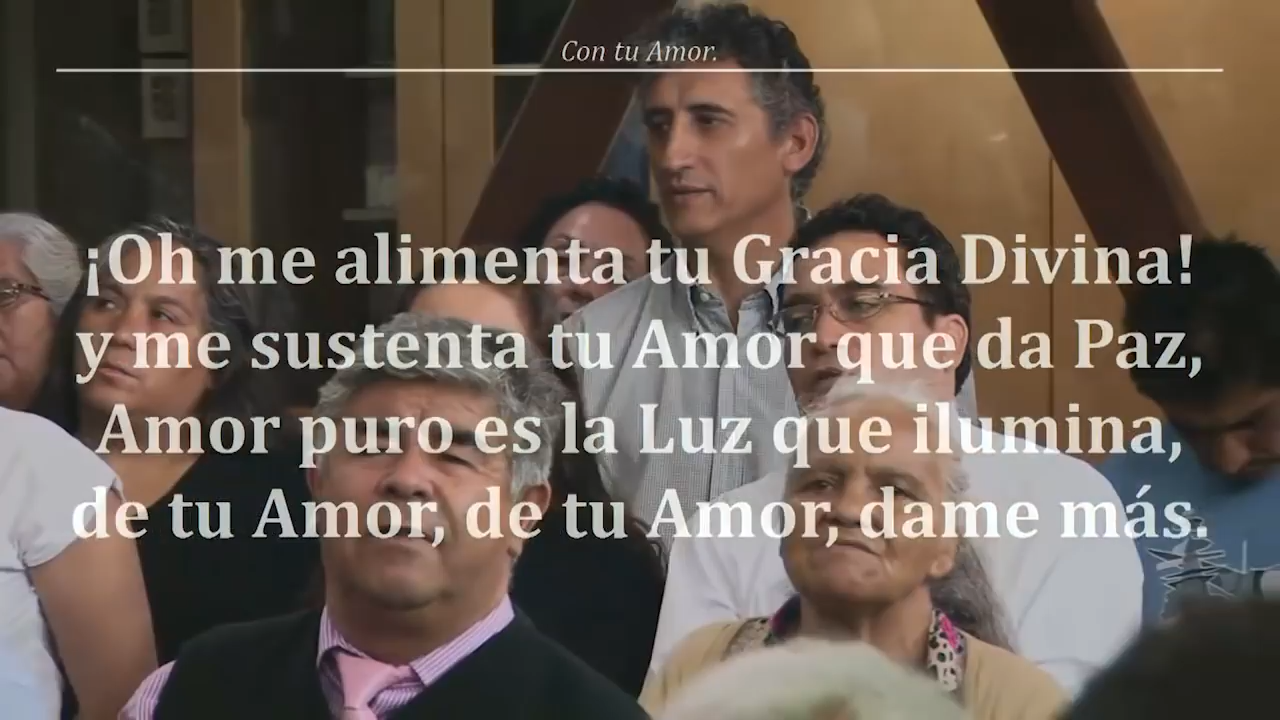 Con tu Amor.
¡Oh me alimenta tu Gracia Divina!
y me sustenta tu Amor que da Paz,
Amor puro es la Luz que ilumina,
de tu Amor, de tu Amor, dame más.